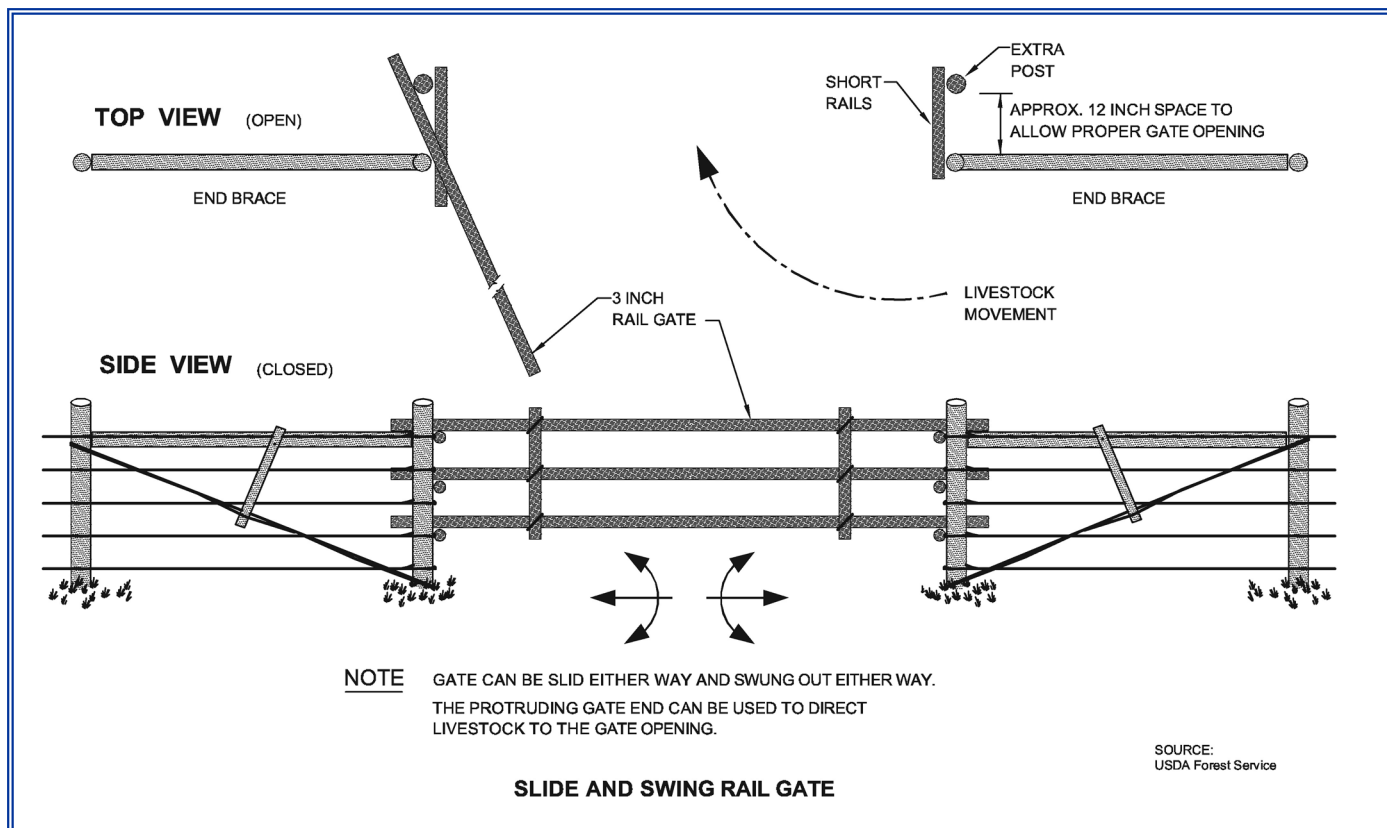 EXTRA
POST
SHORT
RAILS
TOP VIEW (OPEN)
APPROX. 12 INCH SPACE TO
ALLOW PROPER GATE OPENING
END BRACE
END BRACE
3 INCH
RAIL GATE
LIVESTOCK
MOVEMENT
SIDE VIEW (CLOSED)
NOTE GATE CAN BE SLID EITHER WAY AND SWUNG OUT EITHER WAY.
THE PROTRUDING GATE END CAN BE USED TO DIRECT
LIVESTOCK TO THE GATE OPENING.
SOURCE:
USDA Forest Service
SLIDE AND SWING RAIL GATE